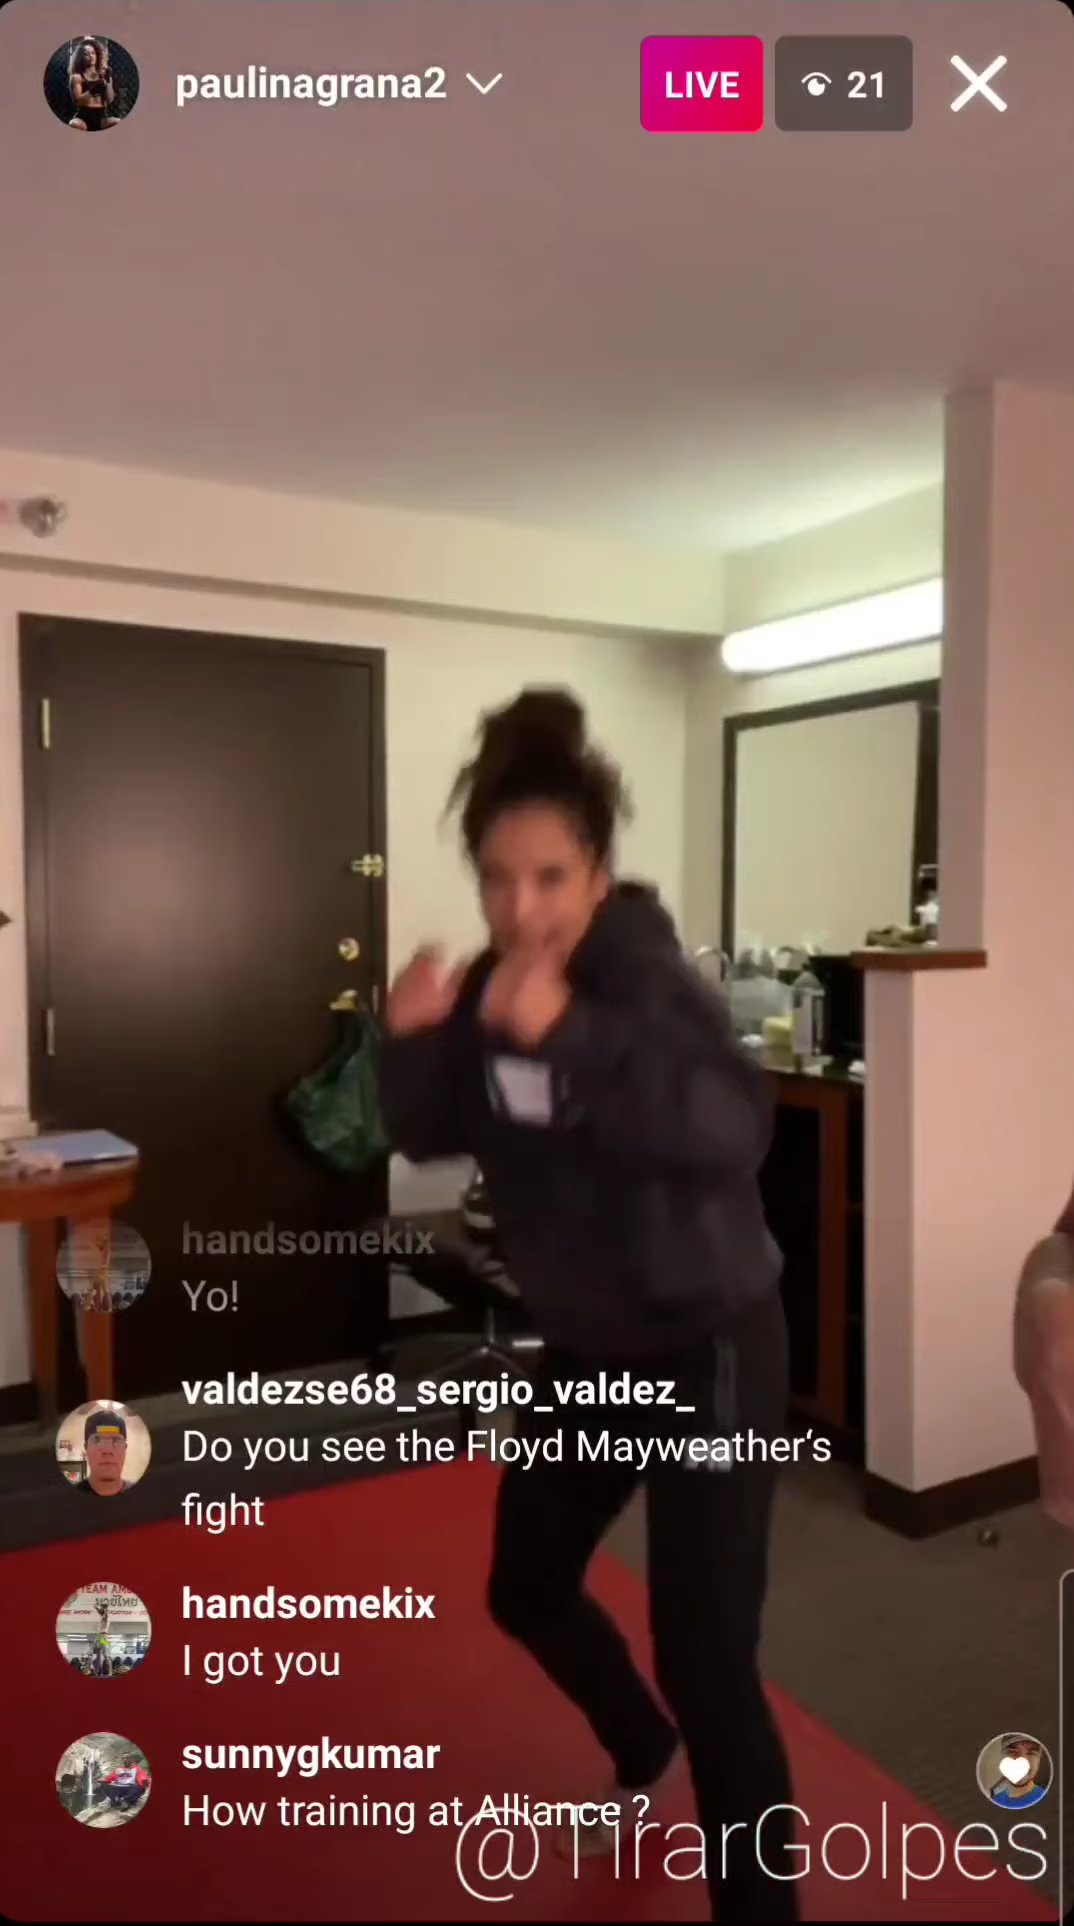 paulinagrana2
LIVE
21
handsomekix
Yo!
valdezse68_sergio_valdez_
Do you see the Floyd Mayweather‘s
fight
handsomekix
I got you
sunnygkumar
How training at Alliance ?
@TirarGolpes